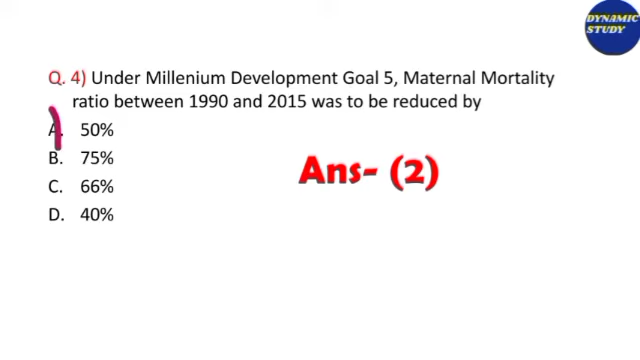 DYNAMIC
STUDY
Q. 4) Under Millenium Development Goal 5, Maternal Mortality
ratio between 1990 and 2015 was to be reduced by
A. 50%
B. 75%
C. 66%
D. 40%
Ans- (2)